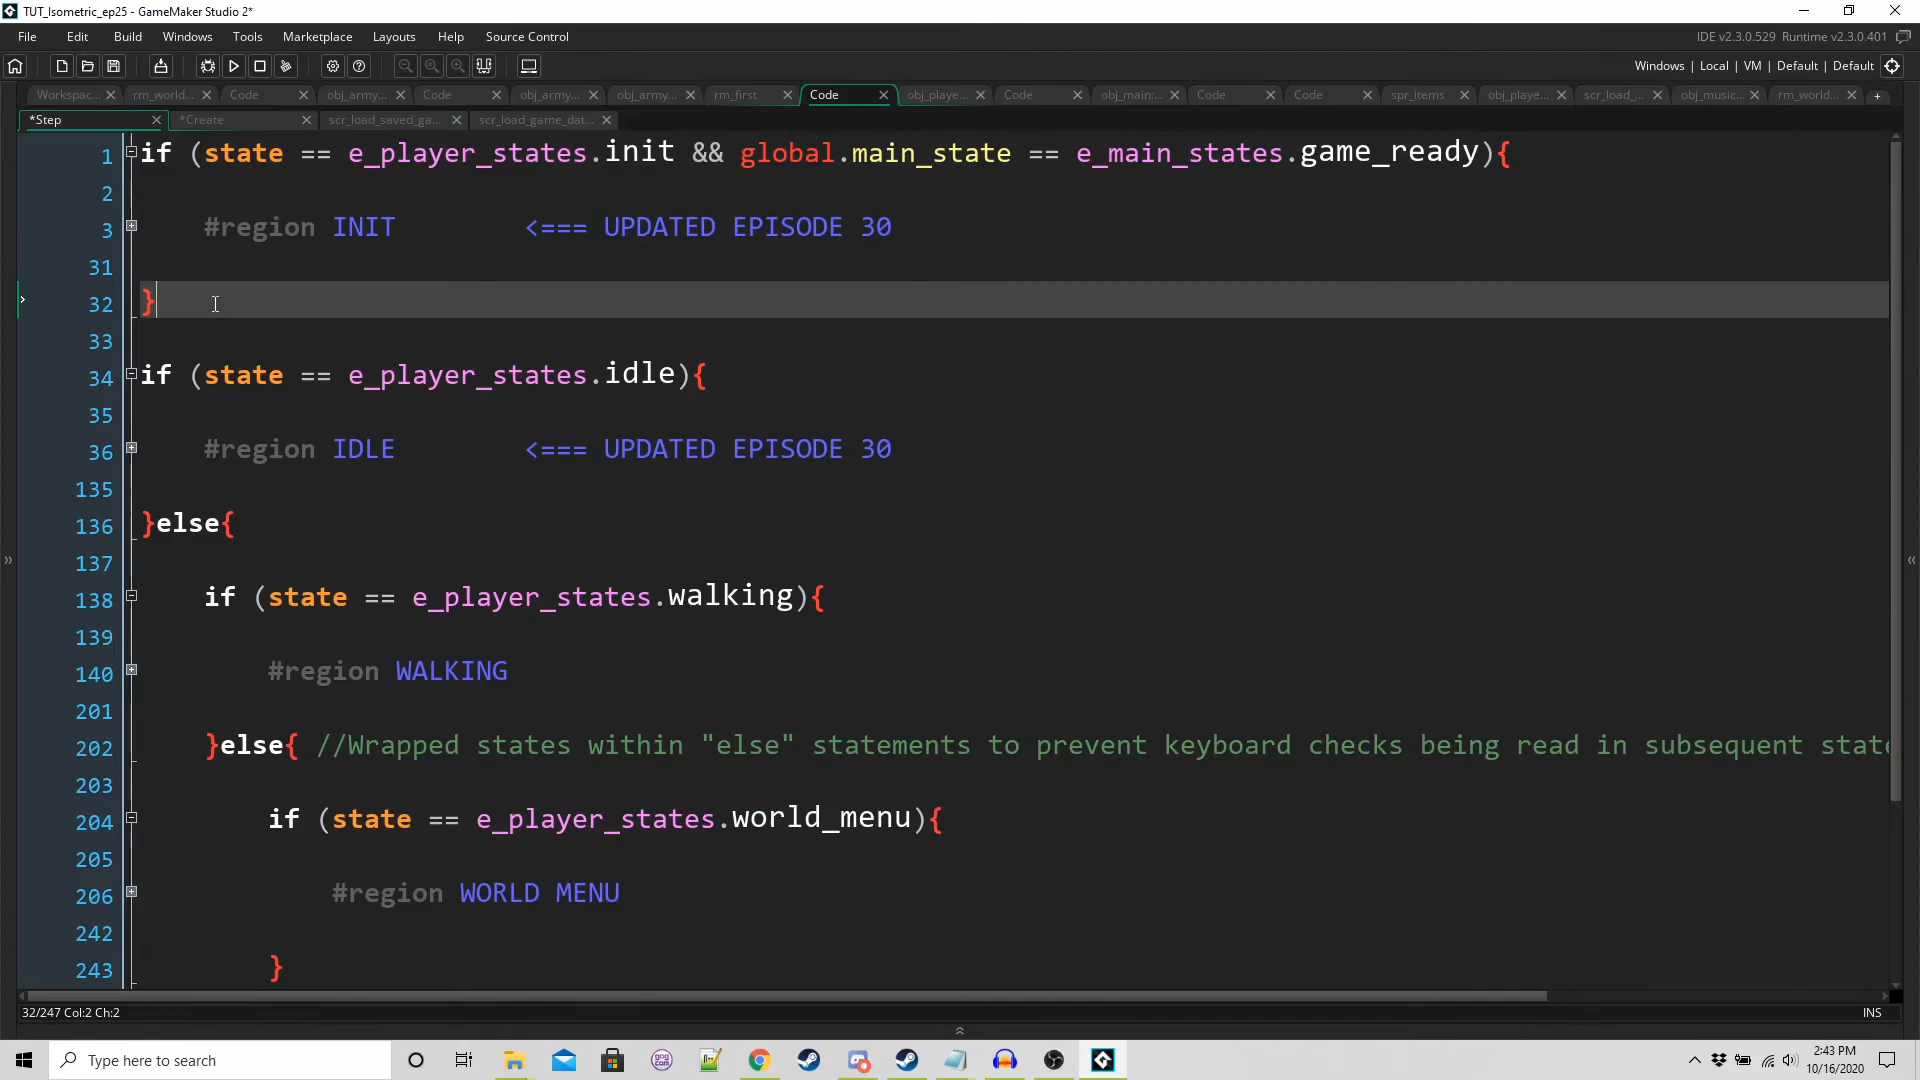 TUT_Isometric_ep25 - GameMaker Studio 2*
File Edit Build Windows Tools Marketplace Layouts Help Source Control
IDE v2.3.0.529 Runtime v2.3.0.401
Windows | Local | VM | Default | Default
Workspac... rm_world... Code obj_army... Code obj_army... obj_army... rm_first Code obj_playe... Code obj_main:... Code Code spr_items obj_playe... scr_load_... obj_music... rm_world...
*Step *Create scr_load_saved_ga... scr_load_game_dat...
1 if (state == e_player_states.init && global.main_state == e_main_states.game_ready){
2
3 #region INIT <=== UPDATED EPISODE 30
31
32 }
33
34 if (state == e_player_states.idle){
35
36 #region IDLE <=== UPDATED EPISODE 30
135
136 }else{
137
138 if (state == e_player_states.walking){
139
140 #region WALKING
201
202 }else{ //Wrapped states within "else" statements to prevent keyboard checks being read in subsequent state
203
204 if (state == e_player_states.world_menu){
205
206 #region WORLD MENU
242
243 }
32/247 Col:2 Ch:2
INS
Type here to search
2:43 PM
10/16/2020